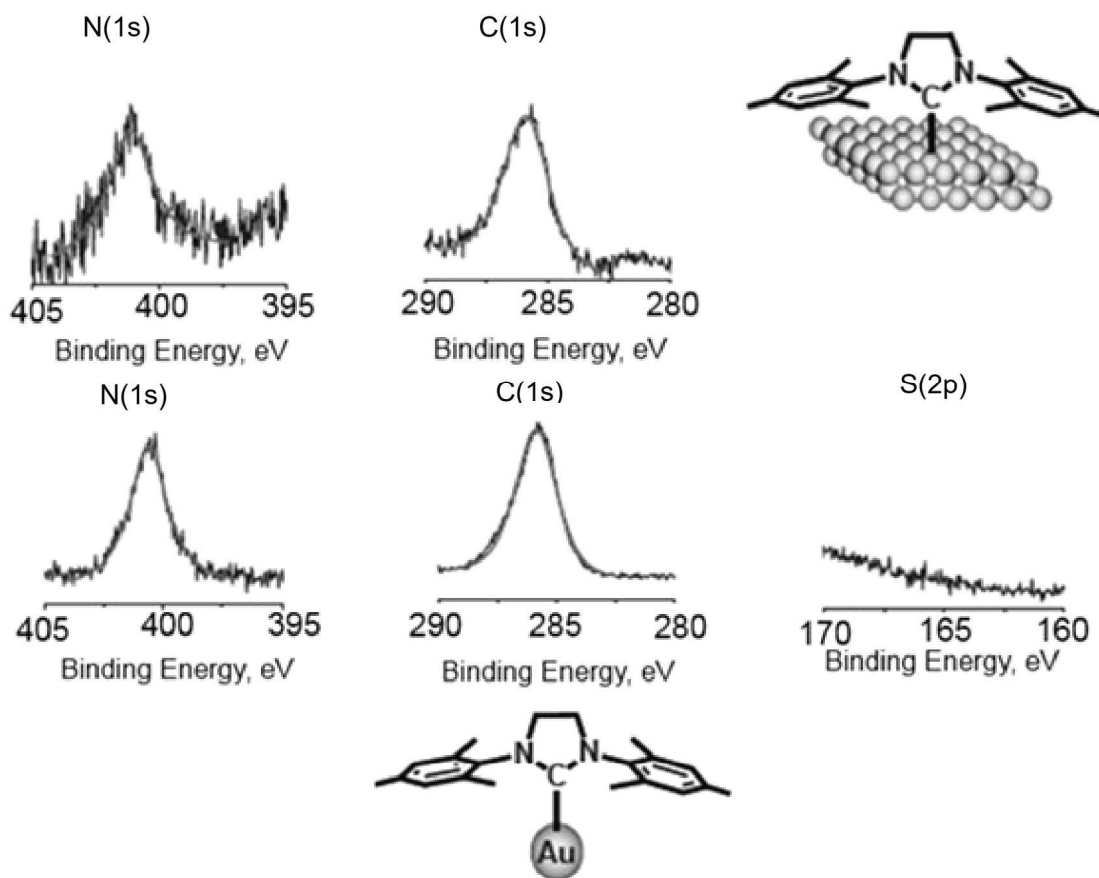 N(1s)
C(1s)
N
N
C
405
400
395
290
285
280
Binding Energy, eV
Binding Energy, eV
N(1s)
C(1s)
S(2p)
405
400
395
290
285
280
170
165
160
Binding Energy, eV
Binding Energy, eV
Binding Energy, eV
N
N
C
Au